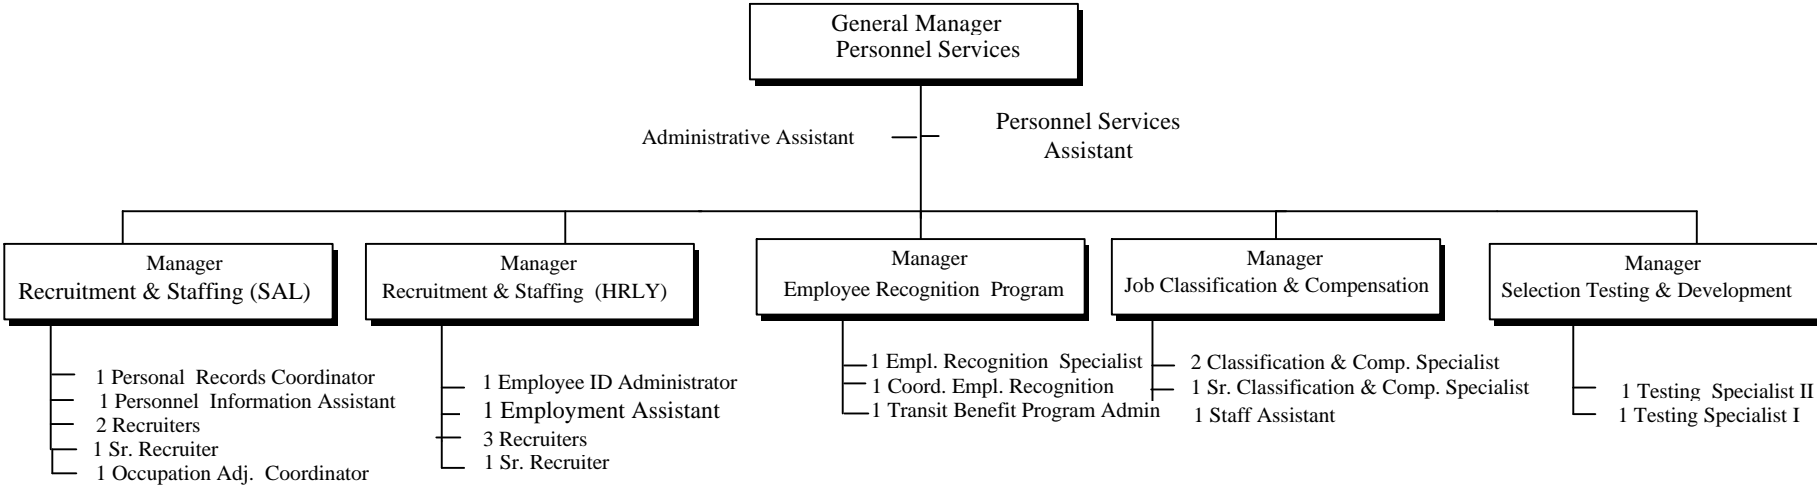 General Manager
Personnel Services
Administrative Assistant
Personnel Services
Assistant
Manager
Recruitment & Staffing (SAL)
1 Personal Records Coordinator
1 Personnel Information Assistant
2 Recruiters
1 Sr. Recruiter
1 Occupation Adj. Coordinator
Manager
Recruitment & Staffing (HRLY)
1 Employee ID Administrator
1 Employment Assistant
3 Recruiters
1 Sr. Recruiter
Manager
Employee Recognition Program
1 Empl. Recognition Specialist
1 Coord. Empl. Recognition
1 Transit Benefit Program Admin
Manager
Job Classification & Compensation
2 Classification & Comp. Specialist
1 Sr. Classification & Comp. Specialist
1 Staff Assistant
Manager
Selection Testing & Development
1 Testing Specialist II
1 Testing Specialist I